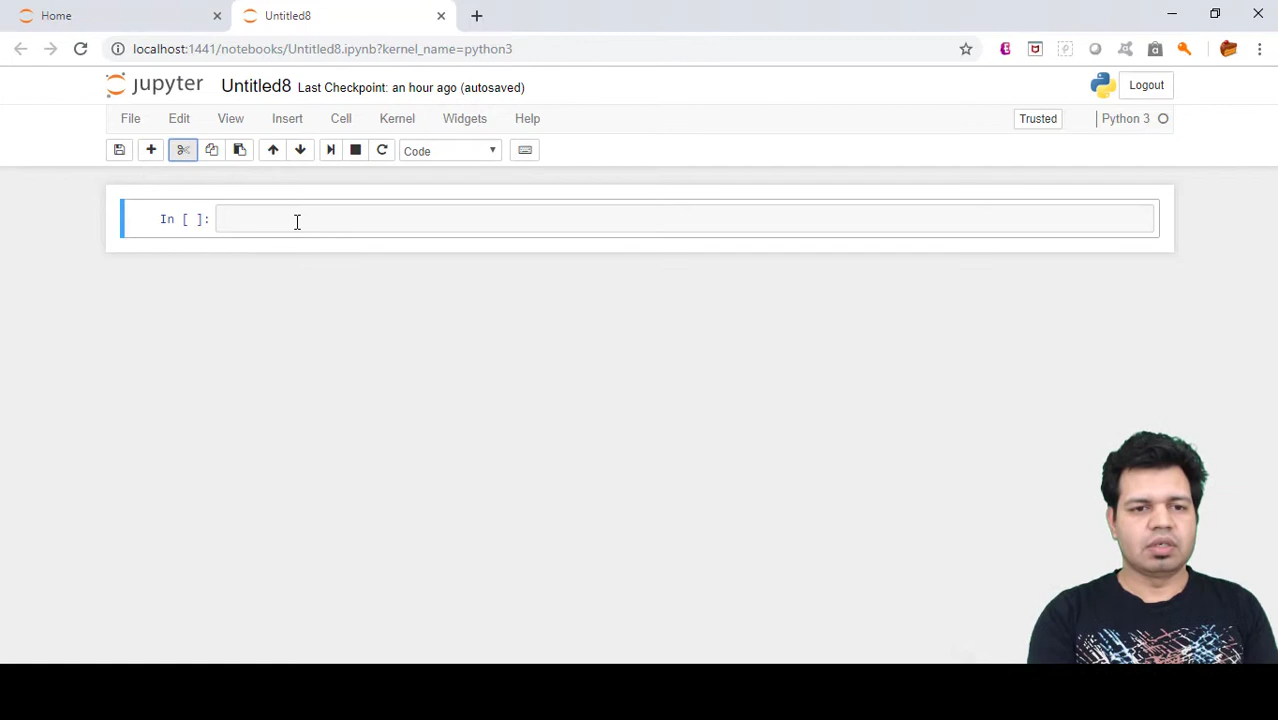 Home
Untitled8
localhost:1441/notebooks/Untitled8.ipynb?kernel_name=python3
jupyter Untitled8 Last Checkpoint: an hour ago (autosaved)
Logout
File Edit View Insert Cell Kernel Widgets Help
Trusted
Python 3
Code
In [ ]: